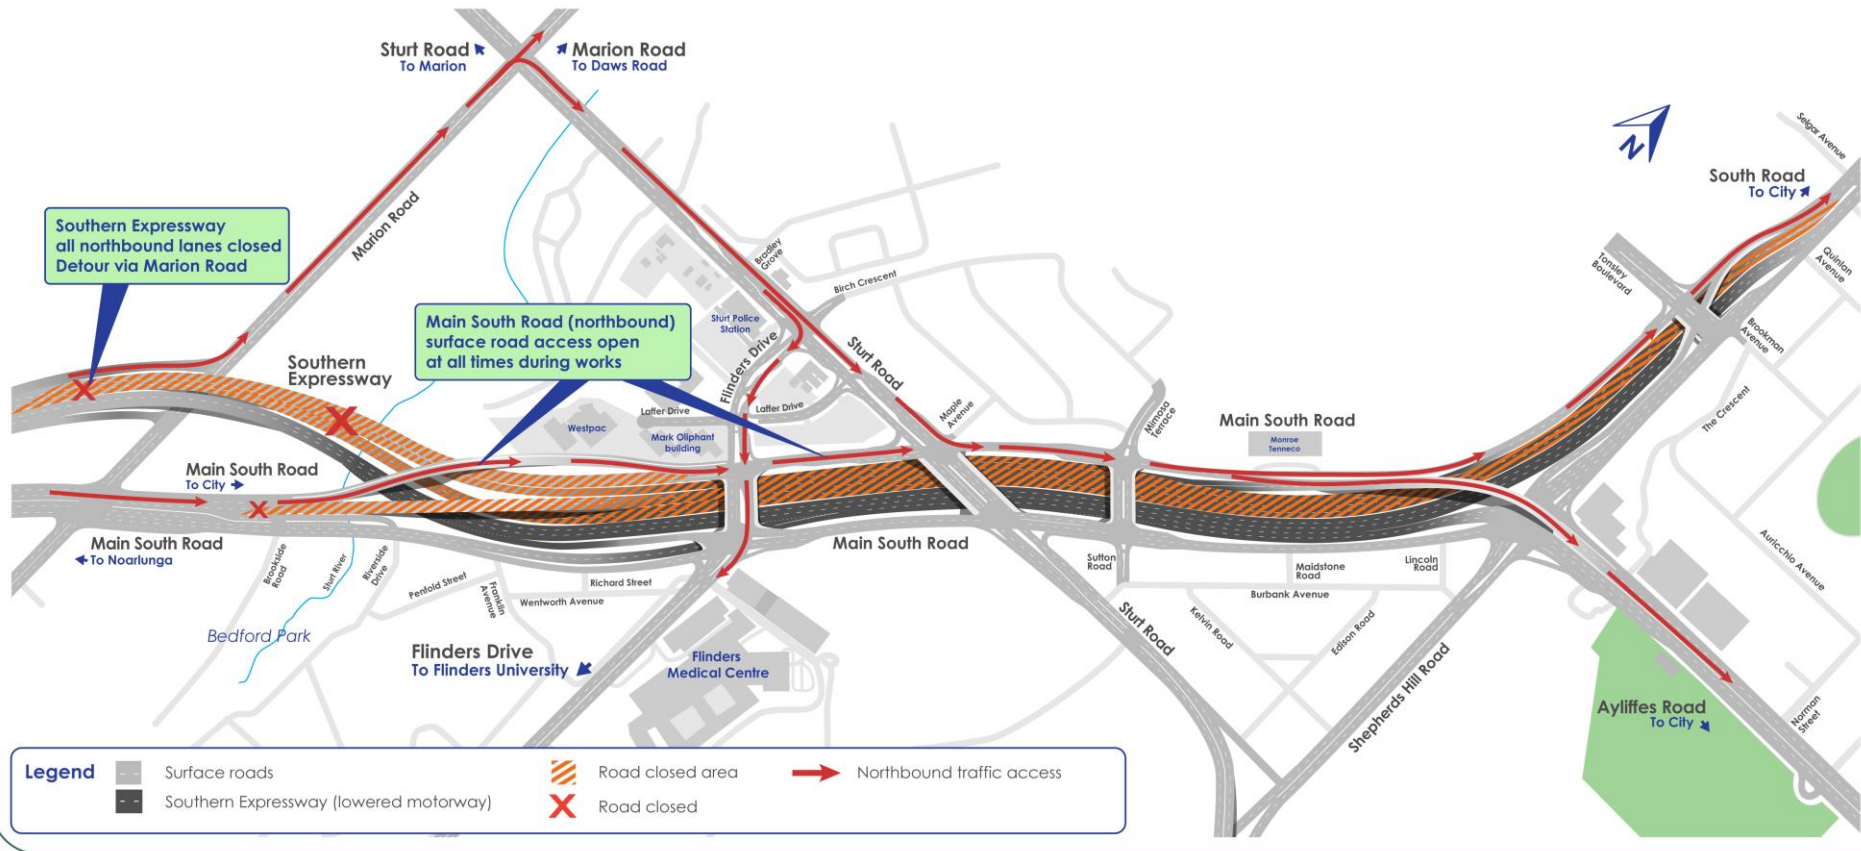 Sturt Road
To Marion
Marion Road
To Daws Road
N
Selgar Avenue
South Road
To City
Southern Expressway
all northbound lanes closed
Detour via Marion Road
Marion Road
Bradley
Grove
Birch Crescent
Tonsley
Boulevard
Quinlan
Avenue
Main South Road (northbound)
surface road access open
at all times during works
Sturt Police
Station
Flinders Drive
Sturt Road
Brookman
Avenue
Southern
Expressway
Laffer Drive
Laffer Drive
Maple
Avenue
Mimosa
Terrace
The Crescent
Westpac
Mark Oliphant
building
Main South Road
Monroe
Tenneco
Main South Road
To City
Main South Road
To Noarlunga
Brookside
Road
Sturt River
Riverside
Drive
Main South Road
Auricchio Avenue
Penfold Street
Franklin
Avenue
Richard Street
Wentworth Avenue
Sutton
Road
Maidstone
Road
Lincoln
Road
Burbank Avenue
Kelvin Road
Edison Road
Sturt Road
Bedford Park
Flinders Drive
To Flinders University
Flinders
Medical Centre
Shepherds Hill Road
Ayliffes Road
To City
Norman
Street
Legend
Surface roads
Southern Expressway (lowered motorway)
Road closed area
Road closed
Northbound traffic access